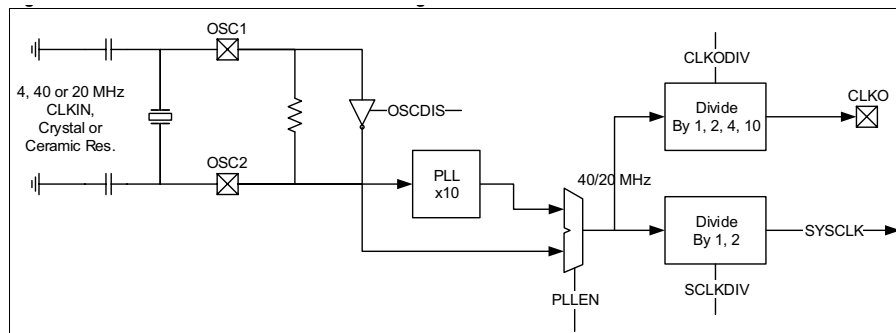 OSC1
4, 40 or 20 MHz
CLKIN,
Crystal or
Ceramic Res.
OSCDIS
OSC2
PLL
x10
40/20 MHz
PLLEN
CLKODIV
Divide
By 1, 2, 4, 10
CLKO
Divide
By 1, 2
SYSCLK
SCLKDIV